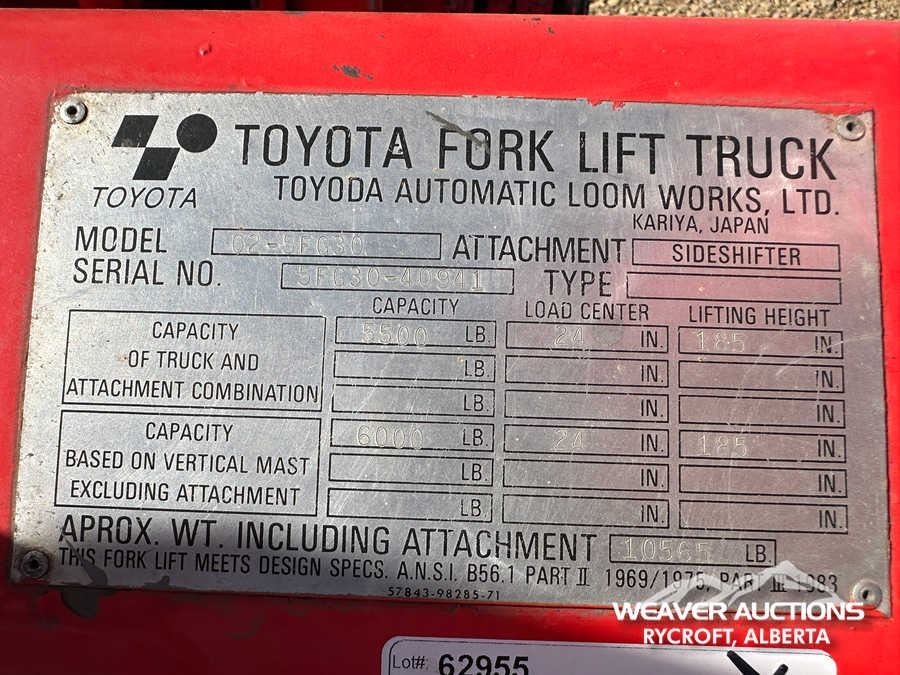 TOYOTA FORK LIFT TRUCK
TOYOTA
TOYODA AUTOMATIC LOOM WORKS, LTD.
KARIYA, JAPAN
MODEL 02-5FG30 ATTACHMENT SIDESHIFTER
SERIAL NO. 5FG30-40941 TYPE
CAPACITY LOAD CENTER LIFTING HEIGHT
CAPACITY
OF TRUCK AND
ATTACHMENT COMBINATION
5500 LB. 24 IN. 185 IN.
LB. IN. IN.
LB. IN. IN.
CAPACITY
BASED ON VERTICAL MAST
EXCLUDING ATTACHMENT
6000 LB. 24 IN. 185 IN.
LB. IN. IN.
LB. IN. IN.
APROX. WT. INCLUDING ATTACHMENT 10565 LB.
THIS FORK LIFT MEETS DESIGN SPECS. A.N.S.I. B56.1 PART II 1969/1975, PART III 1983
57843-98285-71
WEAVER AUCTIONS
RYCROFT, ALBERTA
Lot#: 62955